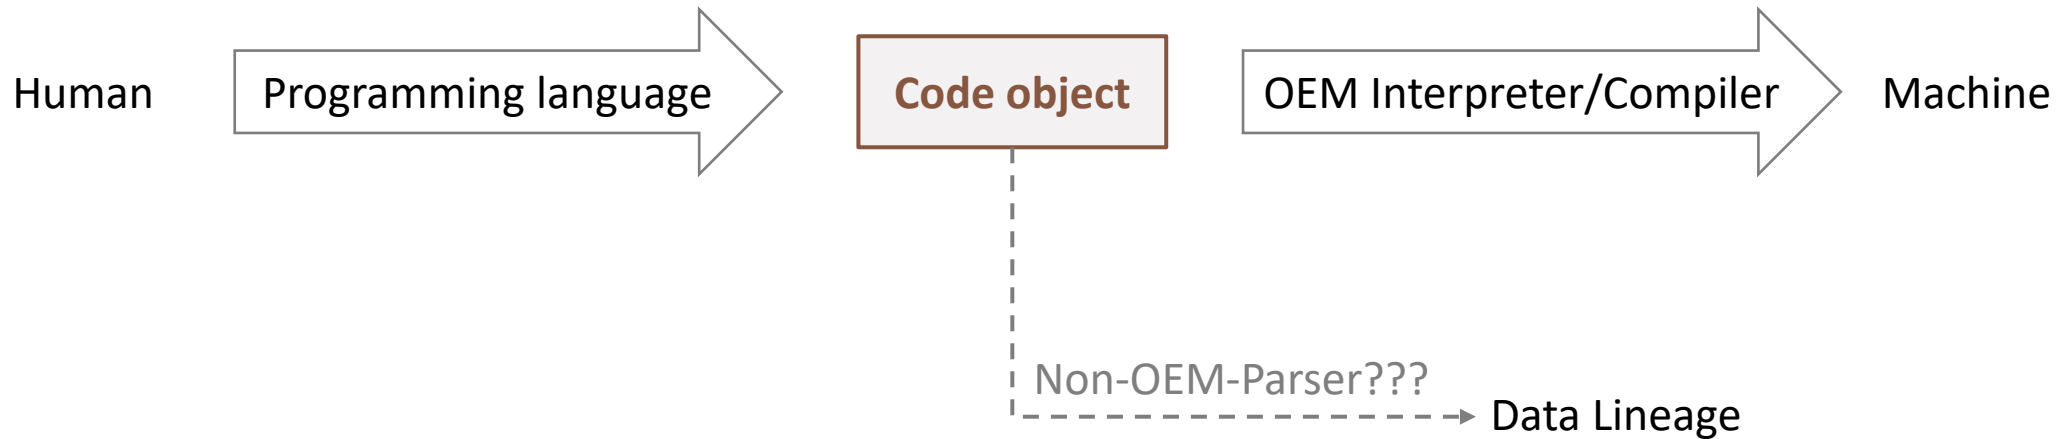 Human
Programming language
Code object
OEM Interpreter/Compiler
Machine
Non-OEM-Parser???
Data Lineage